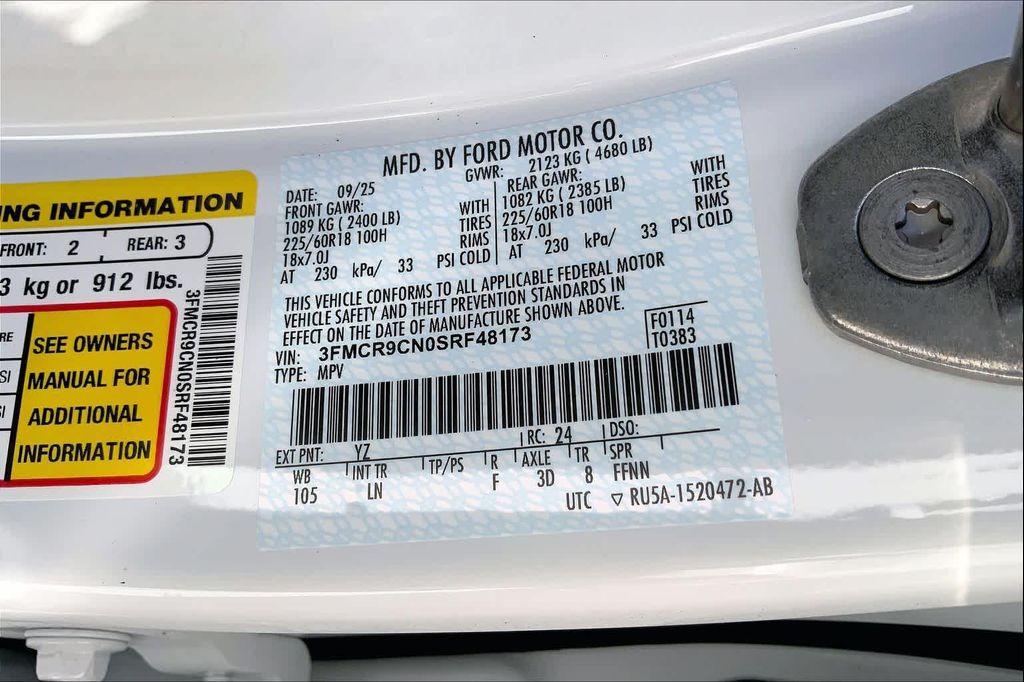 NG INFORMATION
FRONT: 2 REAR: 3
3 kg or 912 lbs.
SEE OWNERS
MANUAL FOR
ADDITIONAL
INFORMATION
3FMCR9CN0SRF48173
MFD. BY FORD MOTOR CO.
DATE: 09/25 GVWR: 2123 KG ( 4680 LB)
FRONT GAWR:
1089 KG ( 2400 LB) WITH
225/60R18 100H TIRES
18x7.0J RIMS
AT 230 kPa/ 33 PSI COLD
REAR GAWR:
1082 KG ( 2385 LB) WITH
225/60R18 100H TIRES
18x7.0J RIMS
AT 230 kPa/ 33 PSI COLD
THIS VEHICLE CONFORMS TO ALL APPLICABLE FEDERAL MOTOR
VEHICLE SAFETY AND THEFT PREVENTION STANDARDS IN
EFFECT ON THE DATE OF MANUFACTURE SHOWN ABOVE.
VIN: 3FMCR9CN0SRF48173
TYPE: MPV
F0114
T0383
EXT PNT: YZ RC: 24 DSO:
WB INT TR TP/PS R AXLE TR SPR
105 LN F 3D 8 FFNN
UTC ▽ RU5A-1520472-AB